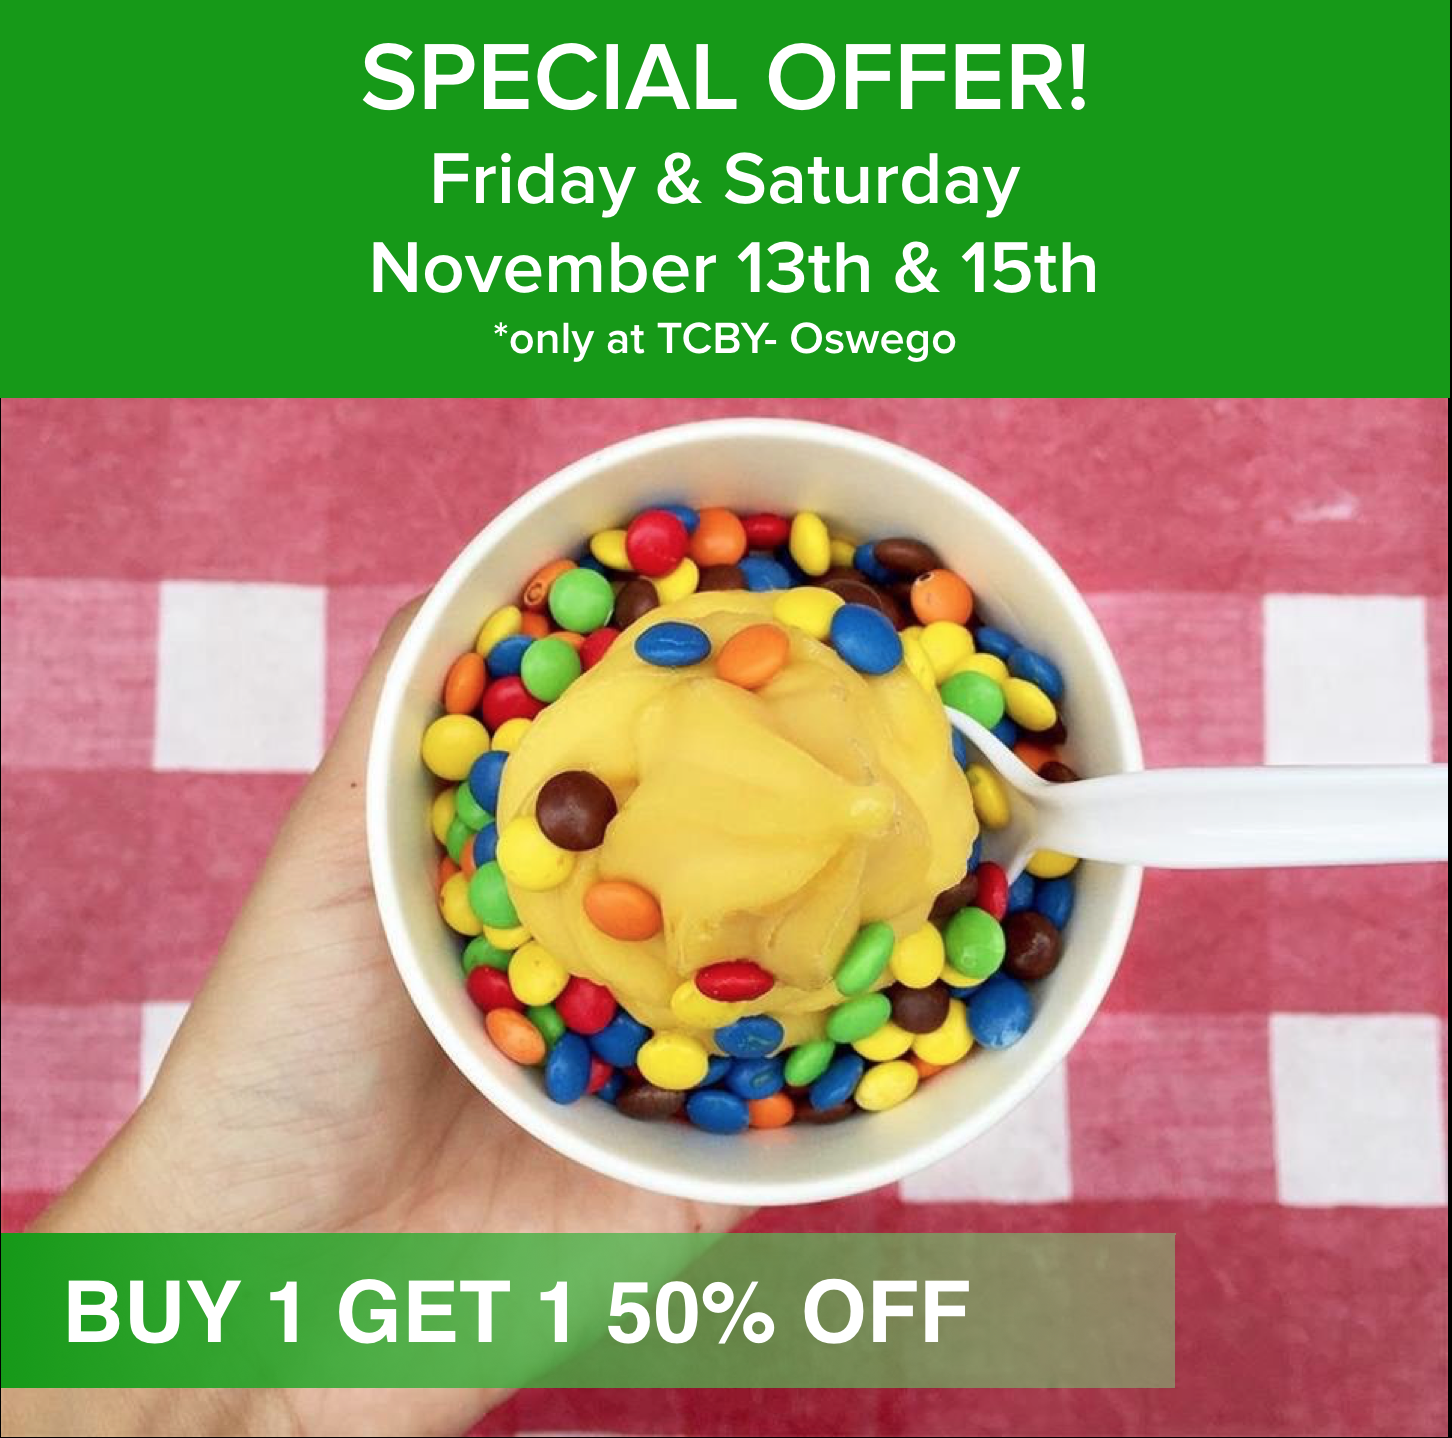 SPECIAL OFFER!
Friday & Saturday
November 13th & 15th
*only at TCBY- Oswego
BUY 1 GET 1 50% OFF